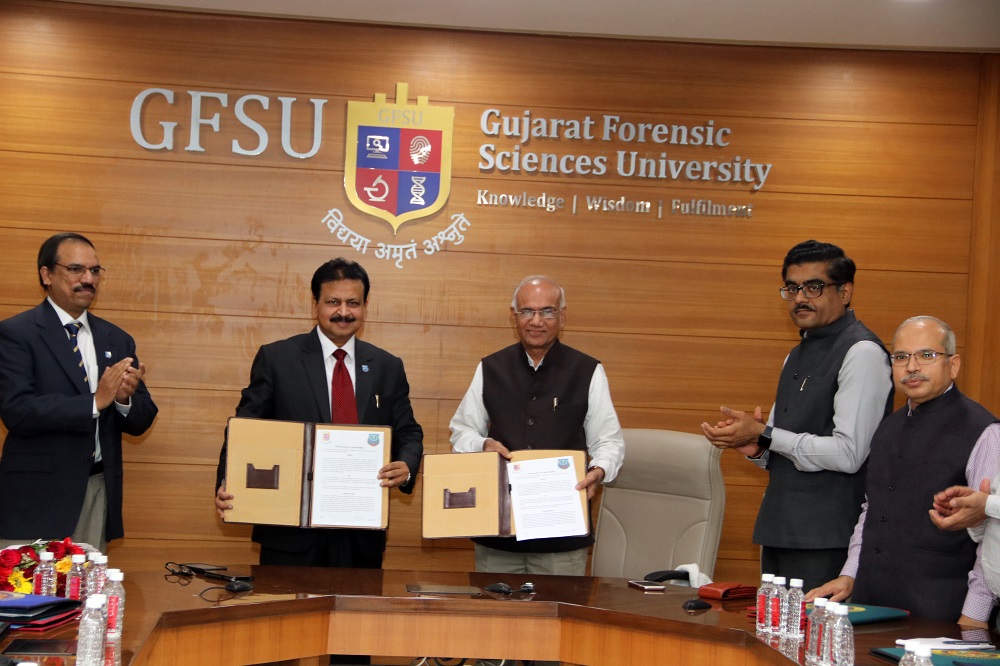 GFSU
GFSU
Gujarat Forensic
Sciences University
Knowledge | Wisdom | Fulfilment
विद्यया अमृतं अश्नुते